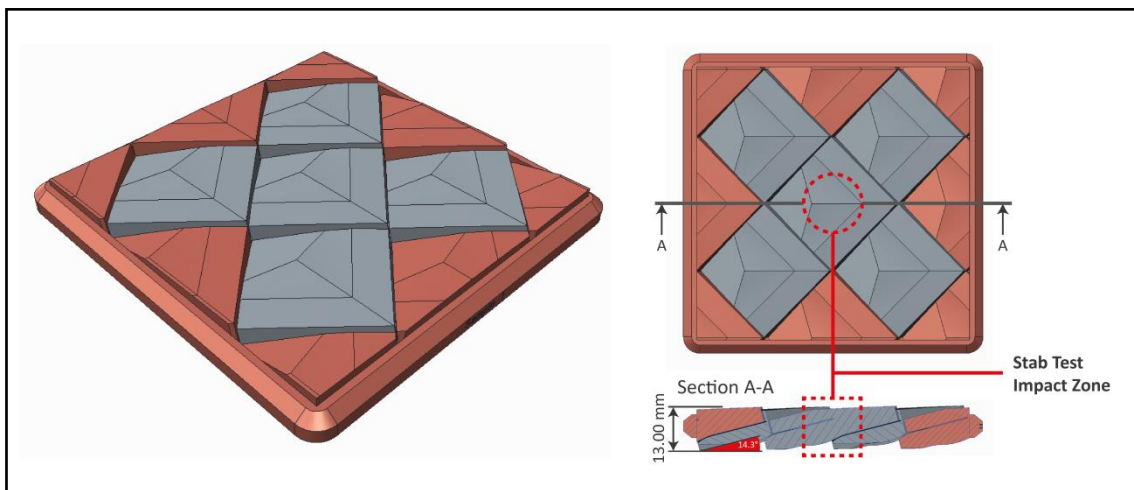 A
A
Stab Test
Impact Zone
Section A-A
13.00 mm
14.3°